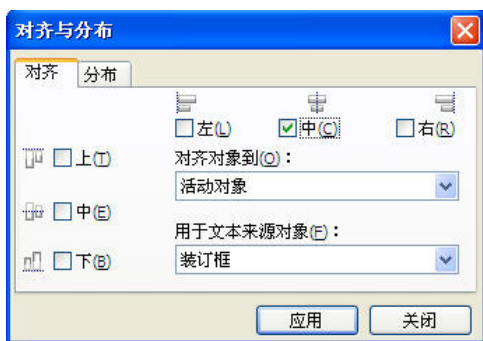 对齐与分布
对齐 分布
左(L) 中(C) 右(R)
上(T) 对齐对象到(O)：
活动对象
中(E)
用于文本来源对象(F)：
下(B) 装订框
应用 关闭